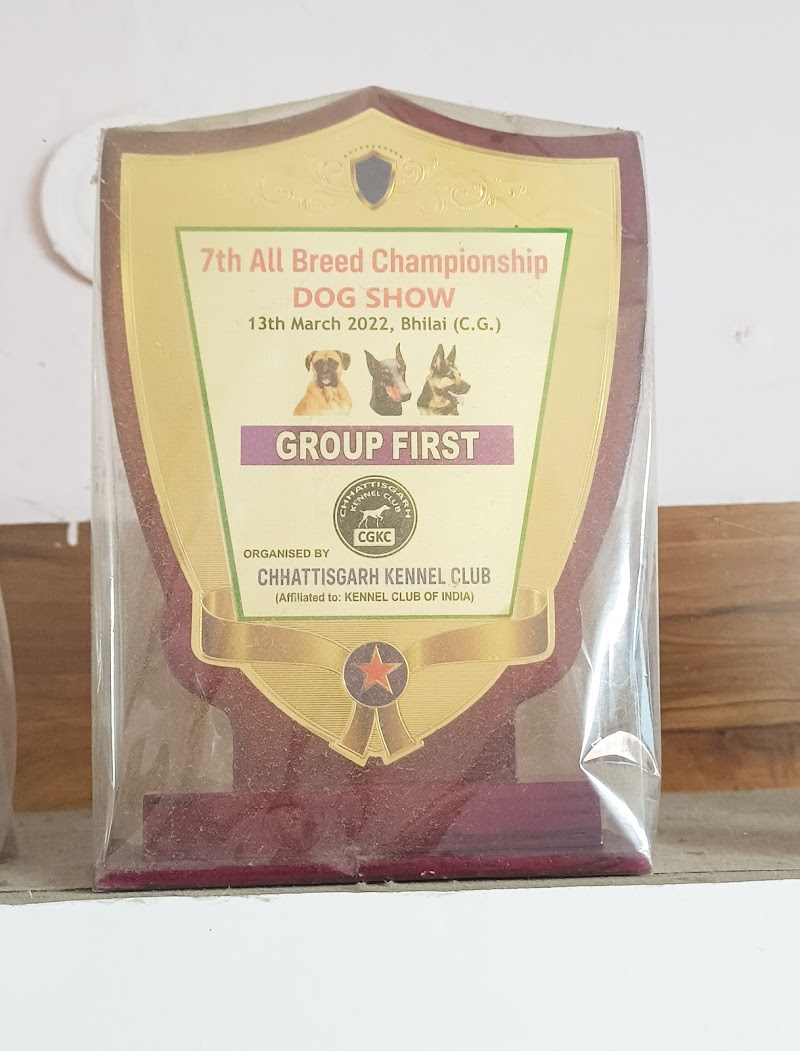 7th All Breed Championship
DOG SHOW
13th March 2022, Bhilai (C.G.)
GROUP FIRST
CHHATTISGARH
KENNEL CLUB
CGKC
ORGANISED BY
CHHATTISGARH KENNEL CLUB
(Affiliated to: KENNEL CLUB OF INDIA)